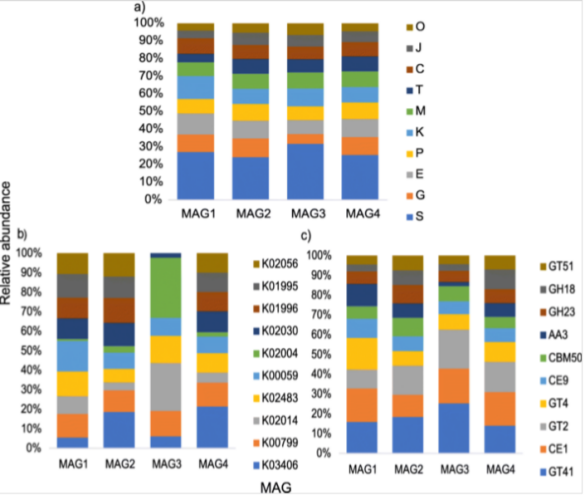 a)
100%
90%
80%
70%
60%
50%
40%
30%
20%
10%
0%
MAG1 MAG2 MAG3 MAG4
O
J
C
T
M
K
P
E
G
S
Relative abundance
b)
100%
90%
80%
70%
60%
50%
40%
30%
20%
10%
0%
MAG1 MAG2 MAG3 MAG4
K02056
K01995
K01996
K02030
K02004
K00059
K02483
K02014
K00799
K03406
c)
100%
90%
80%
70%
60%
50%
40%
30%
20%
10%
0%
MAG1 MAG2 MAG3 MAG4
GT51
GH18
GH23
AA3
CBM50
CE9
GT4
GT2
CE1
GT41
MAG